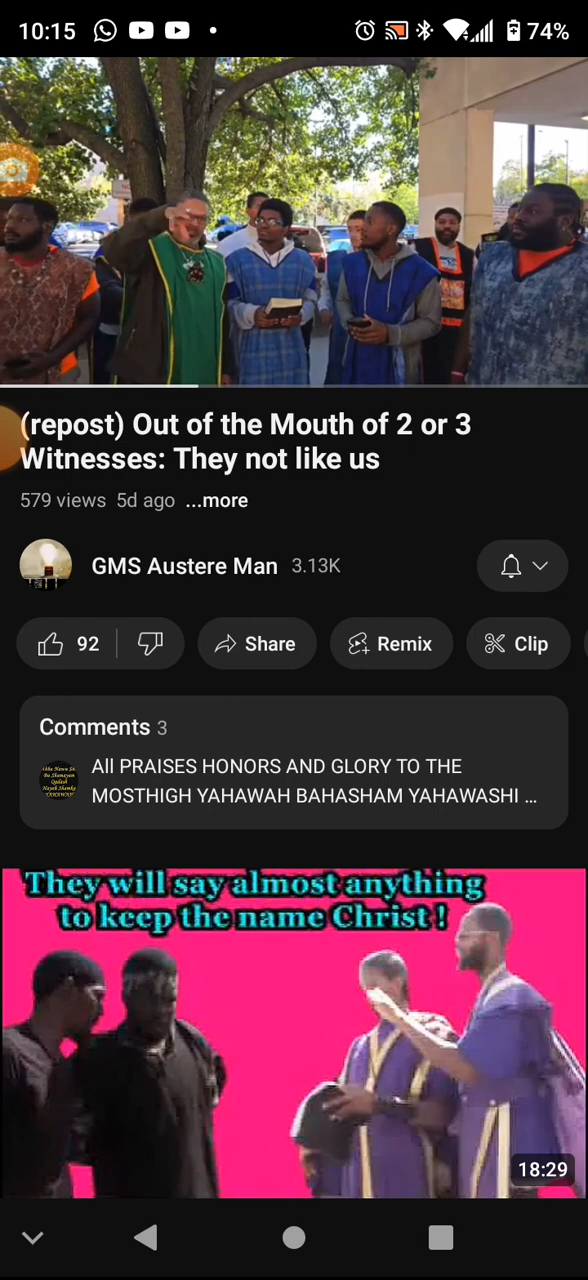 10:15
74%
(repost) Out of the Mouth of 2 or 3
Witnesses: They not like us
579 views 5d ago ...more
GMS Austere Man 3.13K
92
Share
Remix
Clip
Comments 3
All PRAISES HONORS AND GLORY TO THE
MOSTHIGH YAHAWAH BAHASHAM YAHAWASHI ...
They will say almost anything
to keep the name Christ !
18:29